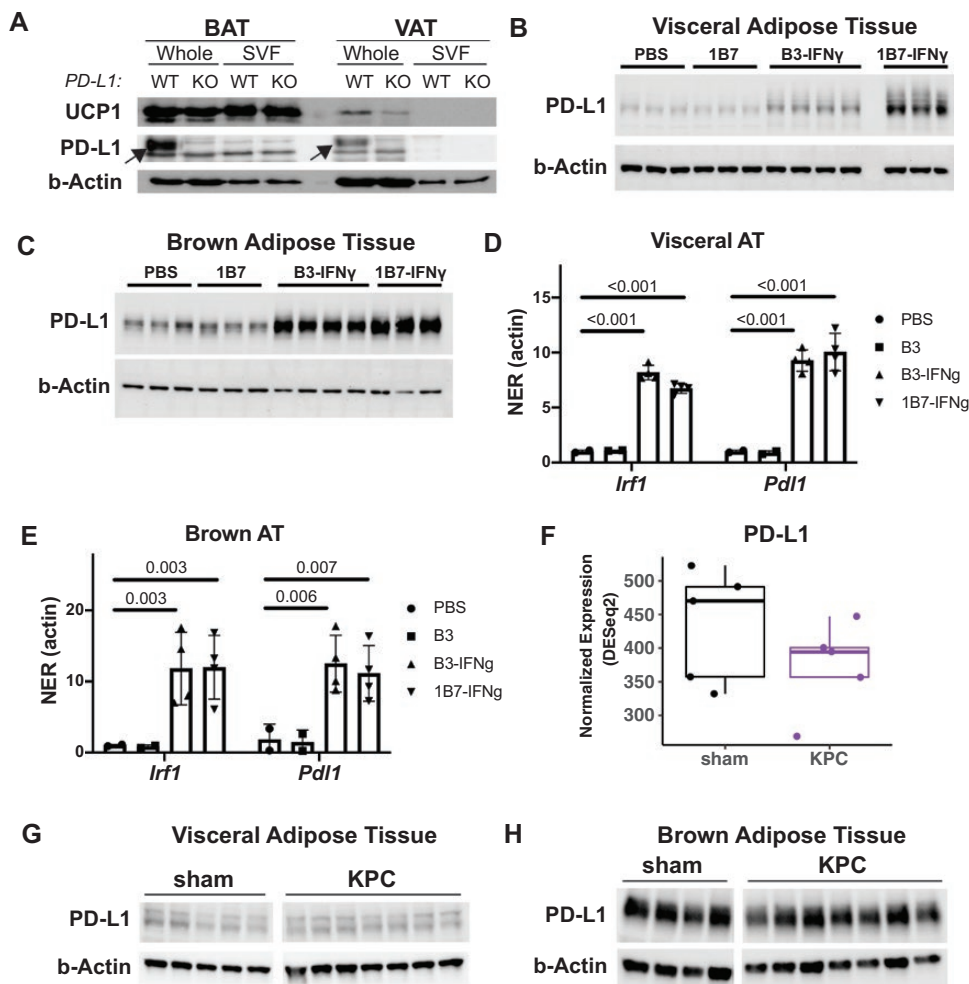 A
BAT VAT
Whole SVF Whole SVF
PD-L1: WT KO WT KO WT KO WT KO
UCP1
PD-L1
b-Actin
B
Visceral Adipose Tissue
PBS 1B7 B3-IFNγ 1B7-IFNγ
PD-L1
b-Actin
C
Brown Adipose Tissue
PBS 1B7 B3-IFNγ 1B7-IFNγ
PD-L1
b-Actin
D
Visceral AT
NER (actin)
15
10
5
0
<0.001 <0.001
<0.001 <0.001
Irf1 Pdl1
PBS
B3
B3-IFNg
1B7-IFNg
E
Brown AT
NER (actin)
20
10
0
0.003 0.007
0.003 0.006
Irf1 Pdl1
PBS
B3
B3-IFNg
1B7-IFNg
F
PD-L1
Normalized Expression
(DESeq2)
500
450
400
350
300
sham KPC
G
Visceral Adipose Tissue
sham KPC
PD-L1
b-Actin
H
Brown Adipose Tissue
sham KPC
PD-L1
b-Actin